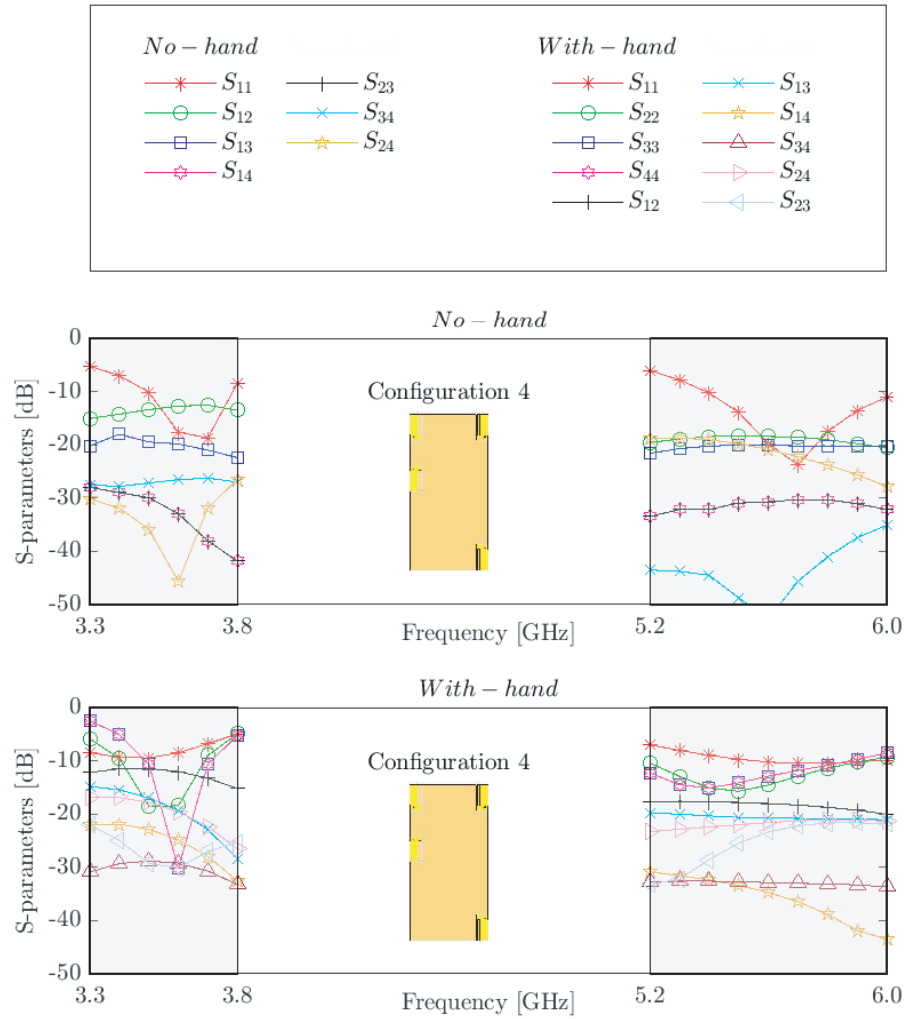 No – hand
With – hand
S11 S23 S11 S13
S12 S34 S22 S14
S13 S24 S33 S34
S14 S44 S24
S12 S23
No – hand
0
-10
-20
-30
-40
-50
S-parameters [dB]
Configuration 4
3.3 3.8 Frequency [GHz] 5.2 6.0
With – hand
0
-10
-20
-30
-40
-50
S-parameters [dB]
Configuration 4
3.3 3.8 Frequency [GHz] 5.2 6.0